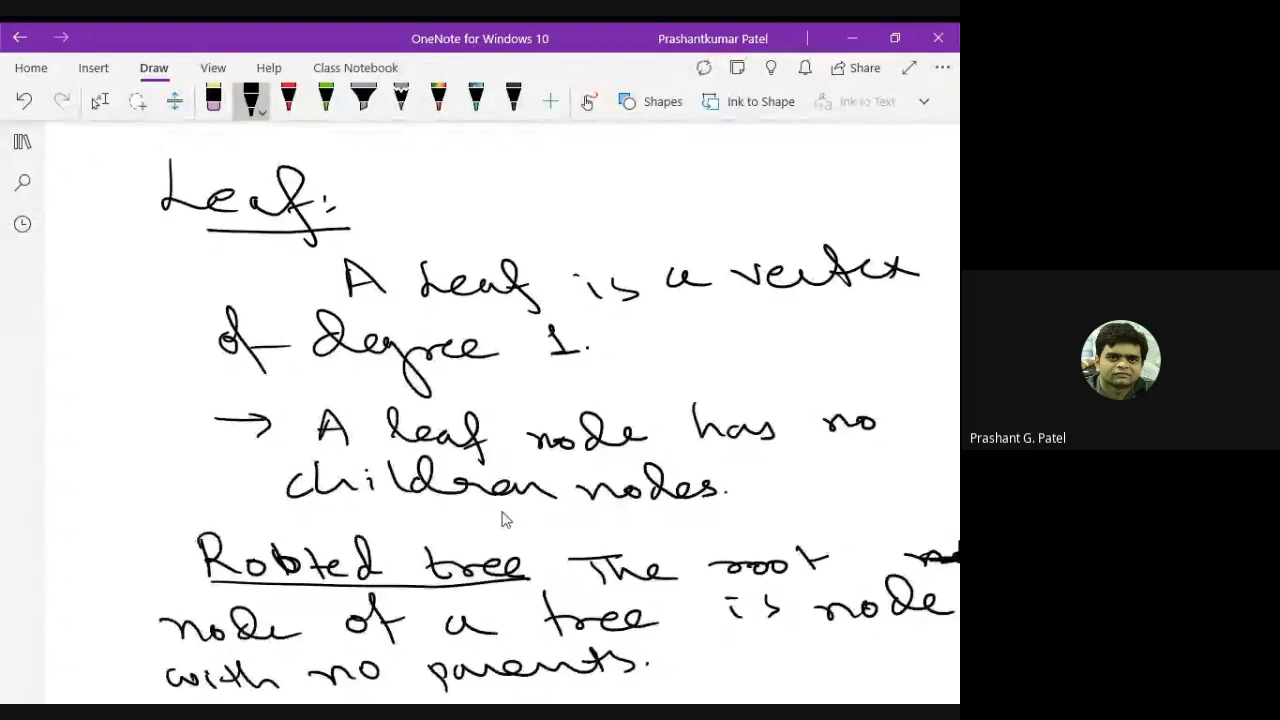 OneNote for Windows 10
Prashantkumar Patel
Home Insert Draw View Help Class Notebook
Share
Shapes Ink to Shape Ink to Text
Leaf:
A Leaf is a vertex
of degree 1.
→ A leaf node has no
children nodes.
Rooted tree The root
node of a tree is node
with no parents.
Prashant G. Patel